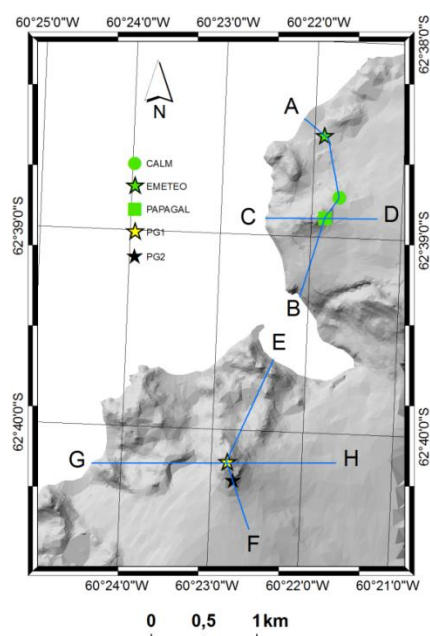 60°25'0"W 60°24'0"W 60°23'0"W 60°22'0"W
62°38'0"S
N
A
CALM
EMETEO
PAPAGAL
PG1
PG2
C D
62°39'0"S 62°39'0"S
B
E
62°40'0"S 62°40'0"S
G H
F
60°24'0"W 60°23'0"W 60°22'0"W 60°21'0"W
0 0,5 1 km